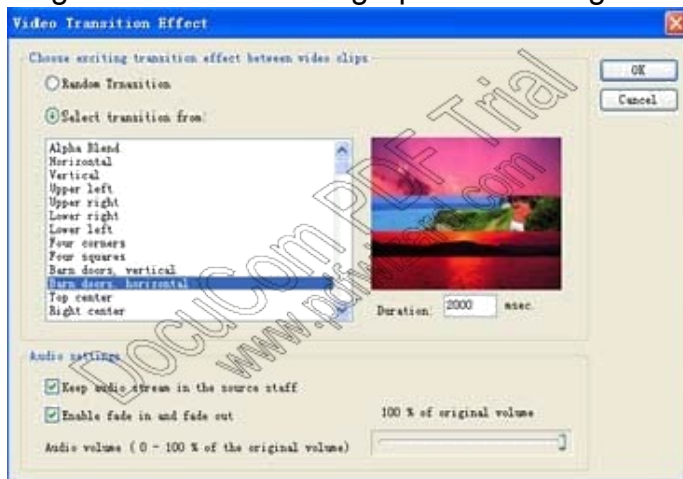 Video Transition Effect
Choose exciting transition effect between video clips
Random Trnasition
Select transition from:
Alpha Blend
Horizontal
Vertical
Upper left
Upper right
Lower right
Lower left
Four corners
Four squares
Barn doors, vertical
Barn doors, horizontal
Top center
Right center
Duration: 2000 msec.
OK
Cancel
Audio settings
Keep audio stream in the source staff
Enable fade in and fade out
100 % of original volume
Audio volume ( 0 - 100 % of the original volume)
DocuCom PDF Trial
www.pdfwizard.com